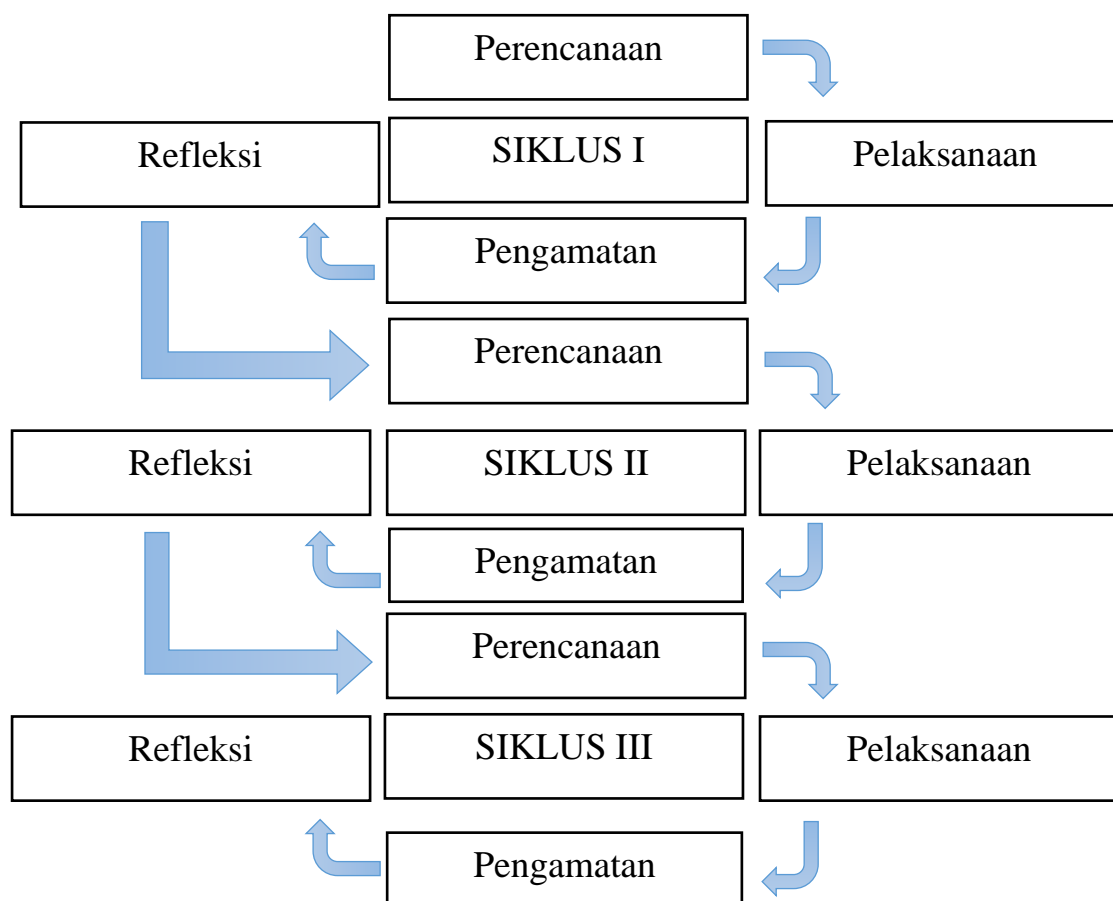 Perencanaan
Refleksi
SIKLUS I
Pelaksanaan
Pengamatan
Perencanaan
Refleksi
SIKLUS II
Pelaksanaan
Pengamatan
Perencanaan
Refleksi
SIKLUS III
Pelaksanaan
Pengamatan